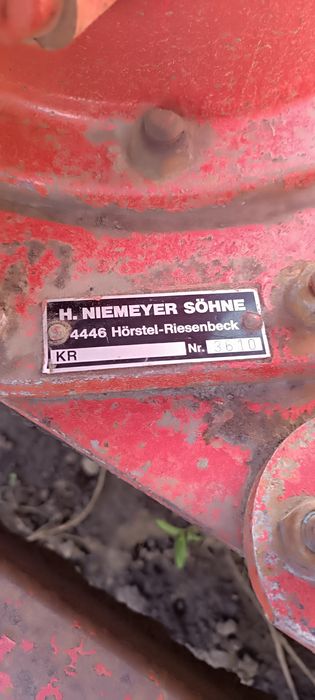 H. NIEMEYER SÖHNE
4446 Hörstel-Riesenbeck
KR Nr. 3610